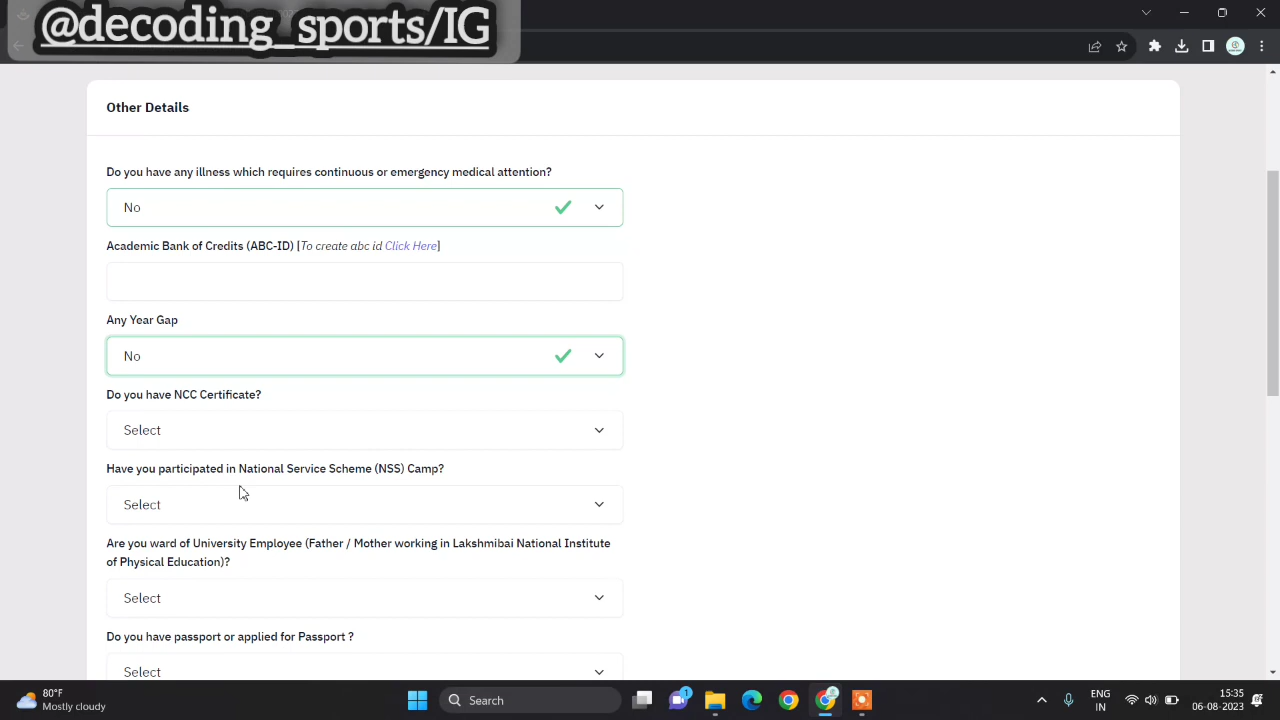 @decoding_sports/IG
Other Details
Do you have any illness which requires continuous or emergency medical attention?
No
Academic Bank of Credits (ABC-ID) [To create abc id Click Here]
Any Year Gap
No
Do you have NCC Certificate?
Select
Have you participated in National Service Scheme (NSS) Camp?
Select
Are you ward of University Employee (Father / Mother working in Lakshmibai National Institute
of Physical Education)?
Select
Do you have passport or applied for Passport ?
Select
80°F
Mostly cloudy
Search
1
ENG
IN
15:35
06-08-2023